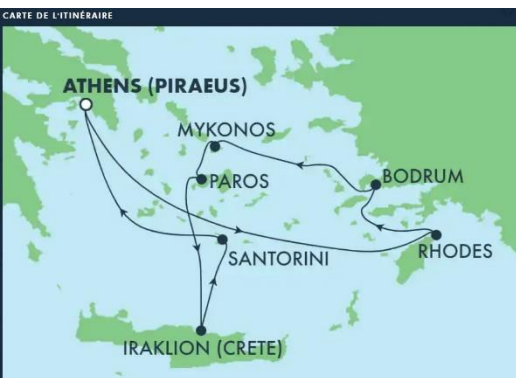 CARTE DE L'ITINÉRAIRE
ATHENS (PIRAEUS)
MYKONOS
PAROS
BODRUM
SANTORINI
RHODES
IRAKLION (CRETE)